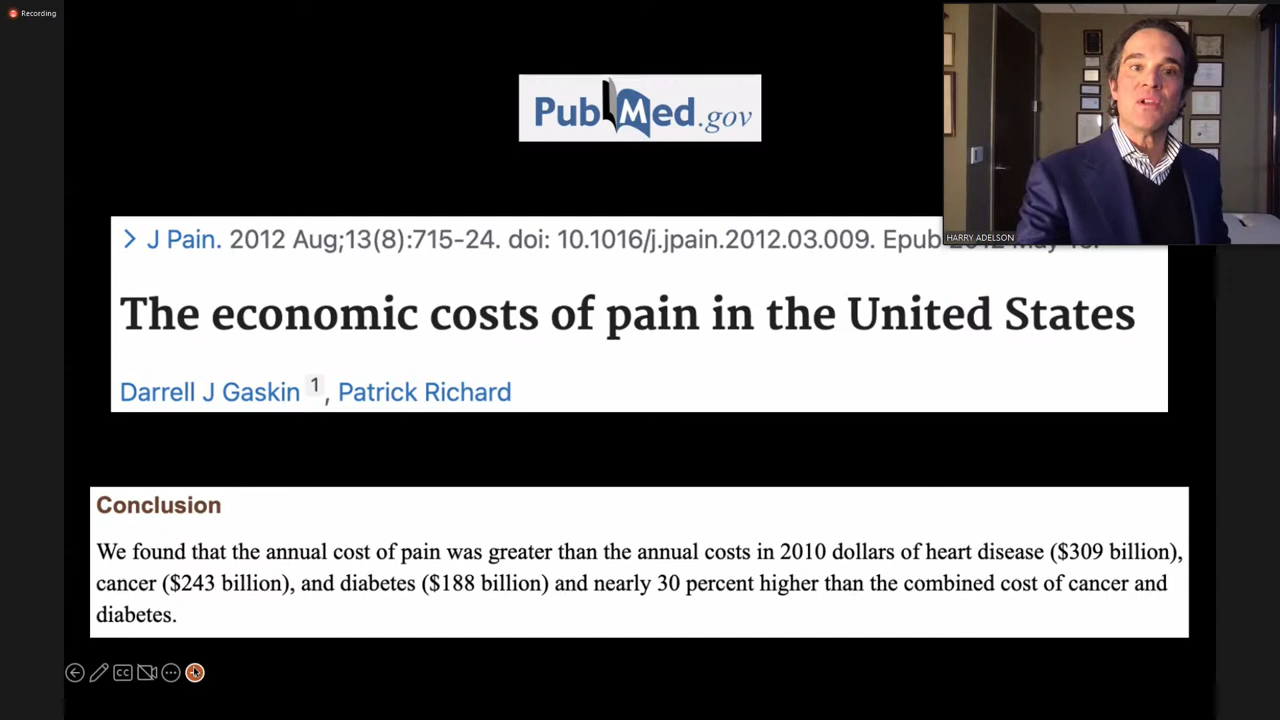 Recording
PubMed.gov
HARRY ADELSON
J Pain. 2012 Aug;13(8):715-24. doi: 10.1016/j.jpain.2012.03.009. Epub 2012
The economic costs of pain in the United States
Darrell J Gaskin 1, Patrick Richard
Conclusion
We found that the annual cost of pain was greater than the annual costs in 2010 dollars of heart disease ($309 billion),
cancer ($243 billion), and diabetes ($188 billion) and nearly 30 percent higher than the combined cost of cancer and
diabetes.
CC